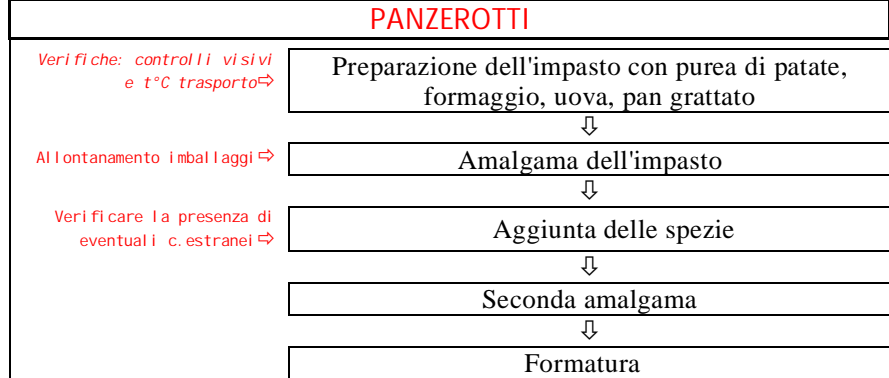 PANZEROTTI
Verifiche: controlli visivi
e t°C trasporto⇨
Preparazione dell'impasto con purea di patate,
formaggio, uova, pan grattato
⇩
Allontanamento imballaggi⇨
Amalgama dell'impasto
⇩
Verificare la presenza di
eventuali c.estranei⇨
Aggiunta delle spezie
⇩
Seconda amalgama
⇩
Formatura